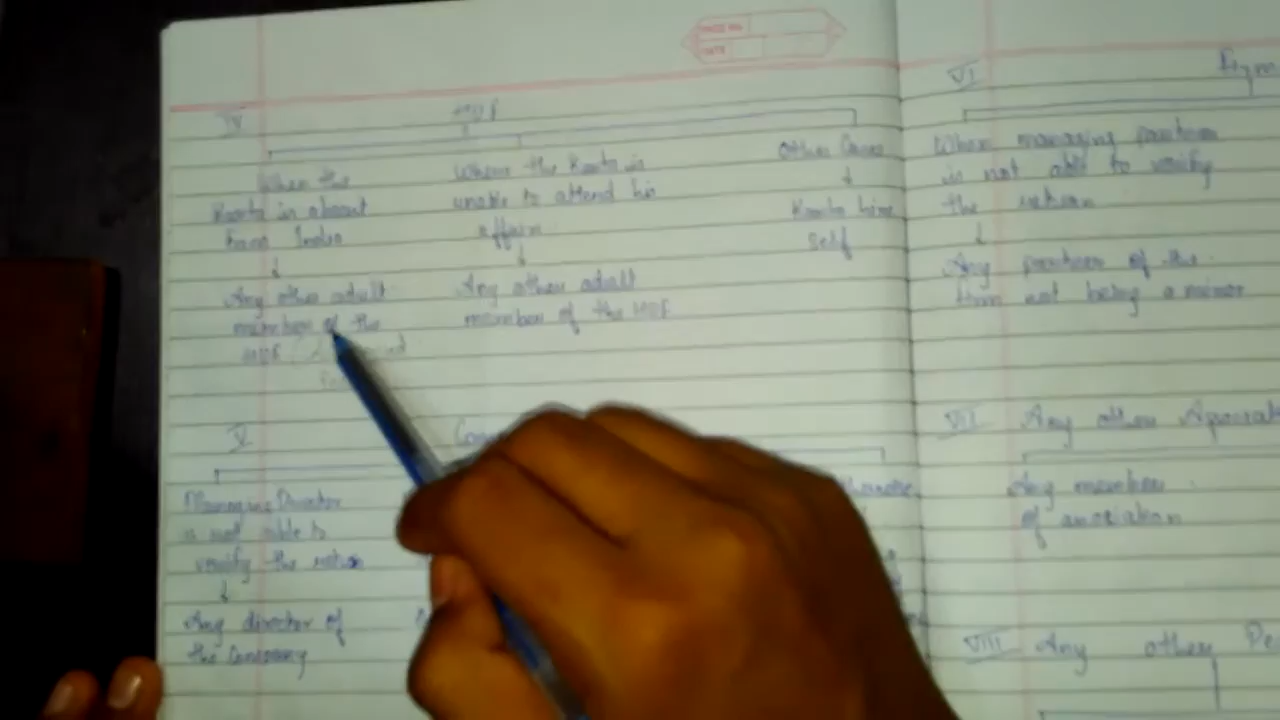 PAGE NO.
DATE
IV HUF
When the
Karta is absent
from India
↓
Any other adult
member of the
HUF
Where the Karta is
unable to attend his
affairs
↓
Any other adult
member of the HUF
Other Cases
↓
Karta him
self
V
Managing Director
is not able to
verify the return
↓
Any director of
the Company
VI
When managing partner
is not able to verify
the return
↓
Any partner of the
firm not being a minor
VII Any other
Any member
of association
VIII Any other